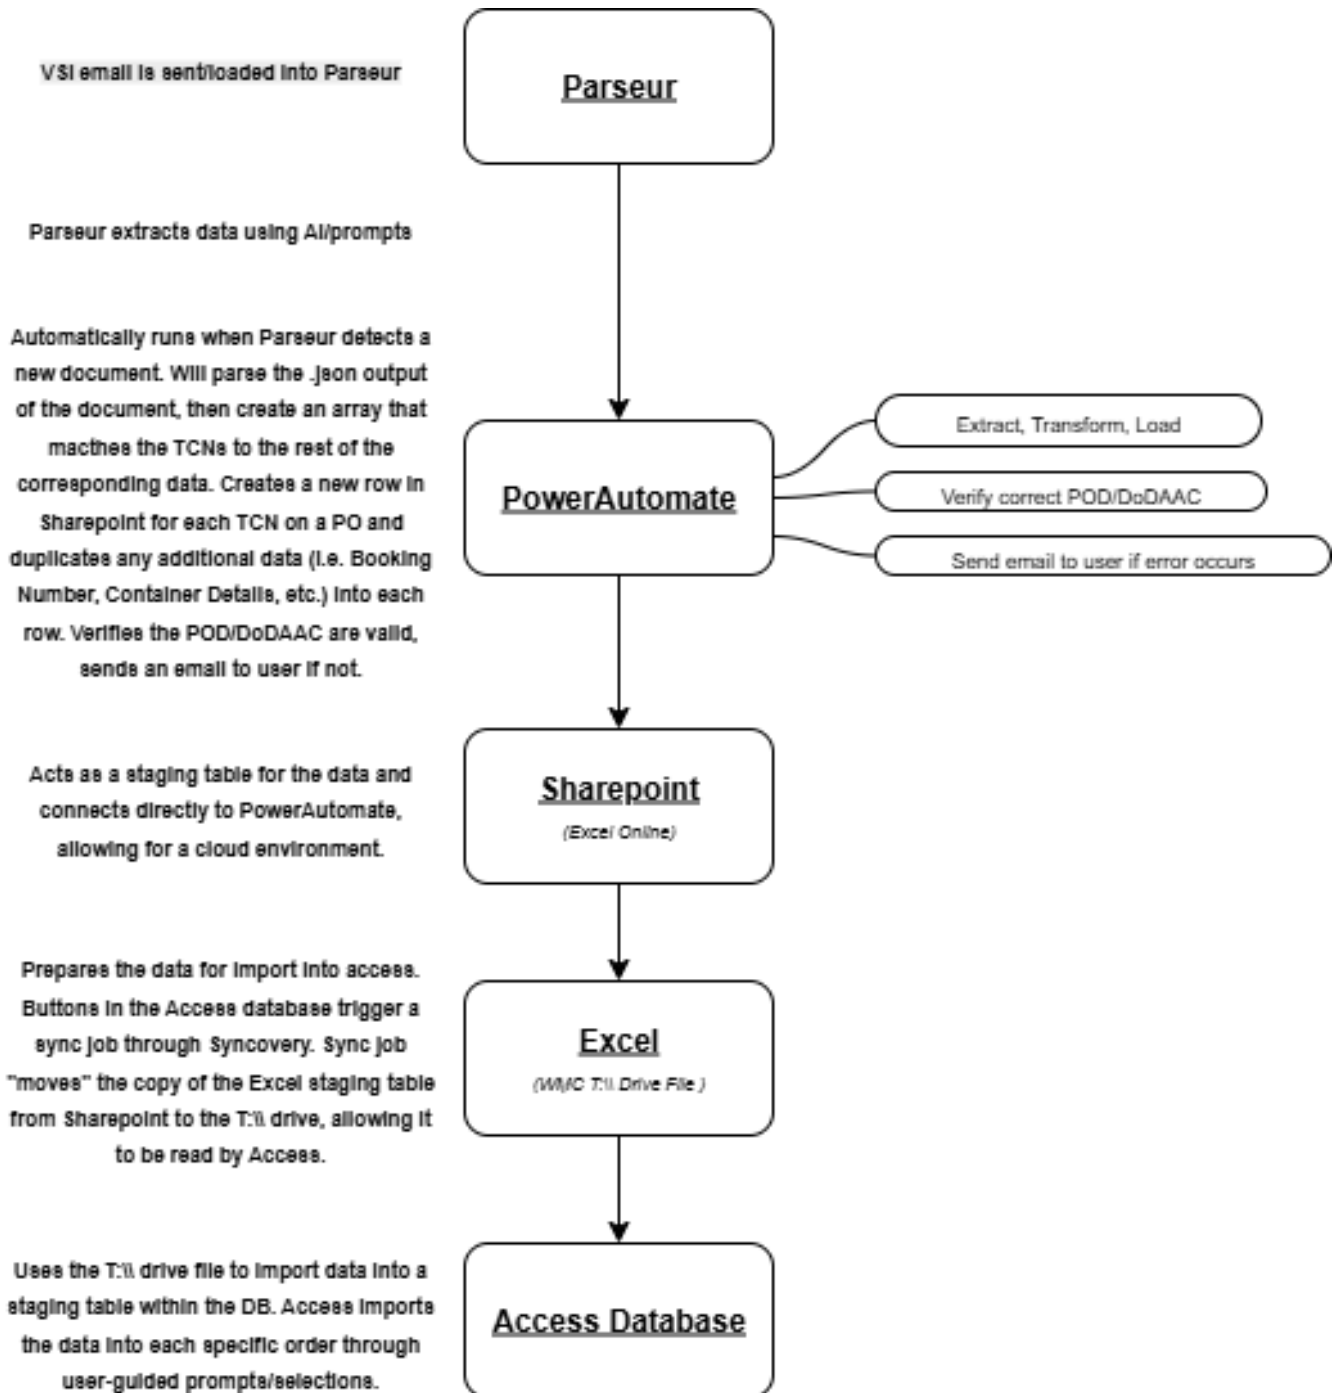 VSI email is sent/loaded into Parseur
Parseur
Parseur extracts data using AI/prompts
Automatically runs when Parseur detects a
new document. Will parse the .json output
of the document, then create an array that
macthes the TCNs to the rest of the
corresponding data. Creates a new row in
Sharepoint for each TCN on a PO and
duplicates any additional data (i.e. Booking
Number, Container Details, etc.) into each
row. Verifies the POD/DoDAAC are valid,
sends an email to user if not.
PowerAutomate
Extract, Transform, Load
Verify correct POD/DoDAAC
Send email to user if error occurs
Acts as a staging table for the data and
connects directly to PowerAutomate,
allowing for a cloud environment.
Sharepoint
(Excel Online)
Prepares the data for import into access.
Buttons in the Access database trigger a
sync job through Syncovery. Sync job
"moves" the copy of the Excel staging table
from Sharepoint to the T:\\ drive, allowing it
to be read by Access.
Excel
(WMC T:\\ Drive File )
Uses the T:\\ drive file to import data into a
staging table within the DB. Access imports
the data into each specific order through
user-guided prompts/selections.
Access Database